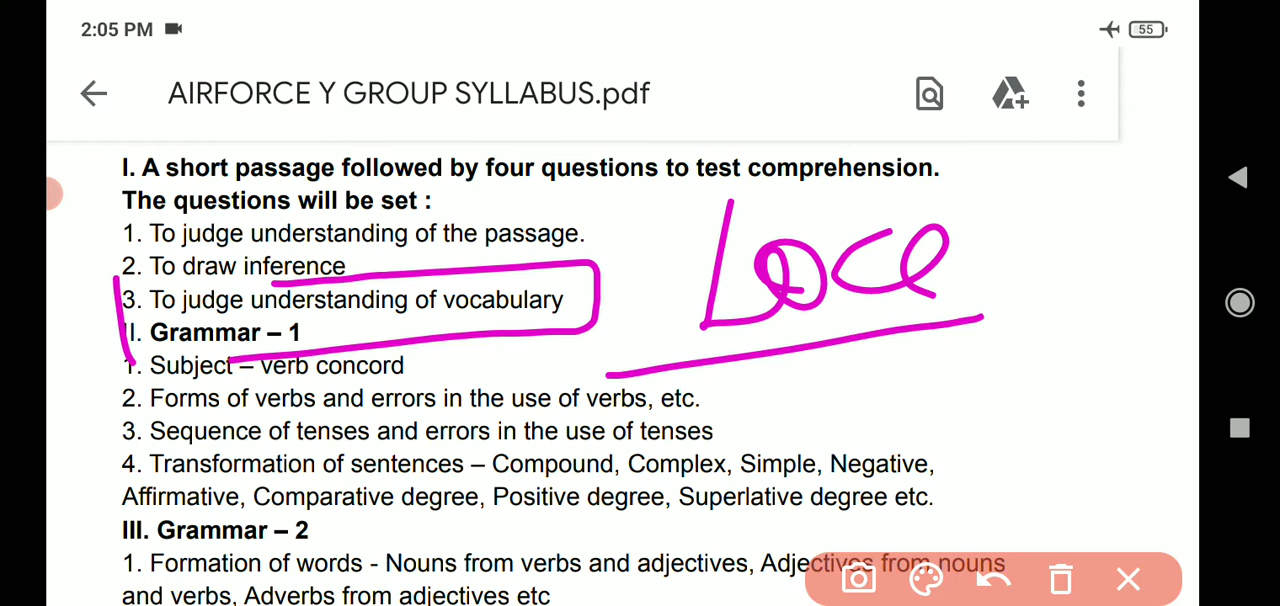 2:05 PM 55
AIRFORCE Y GROUP SYLLABUS.pdf
I. A short passage followed by four questions to test comprehension.
The questions will be set :
1. To judge understanding of the passage.
2. To draw inference
3. To judge understanding of vocabulary
II. Grammar – 1
1. Subject – verb concord
2. Forms of verbs and errors in the use of verbs, etc.
3. Sequence of tenses and errors in the use of tenses
4. Transformation of sentences – Compound, Complex, Simple, Negative,
Affirmative, Comparative degree, Positive degree, Superlative degree etc.
III. Grammar – 2
1. Formation of words - Nouns from verbs and adjectives, Adjectives from nouns
and verbs, Adverbs from adjectives etc